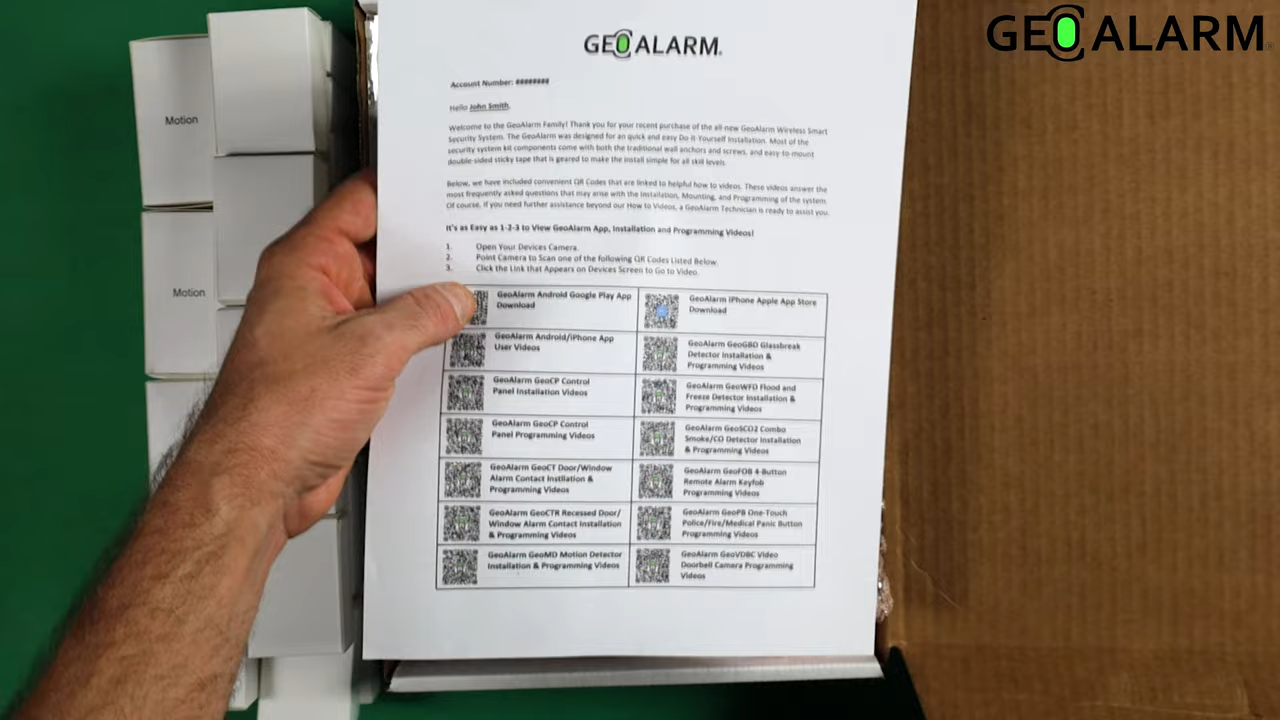 GEOALARM
Motion
Motion
GEOALARM.
Account Number: ########
Hello John Smith,
Welcome to the GeoAlarm Family! Thank you for your recent purchase of the all-new GeoAlarm Wireless Smart
Security System. The GeoAlarm was designed for an quick and easy Do-it-Yourself Installation. Most of the
security system kit components come with both the traditional wall anchors and screws, and easy-to-mount
double-sided sticky tape that is geared to make the install simple for all skill levels.
Below, we have included convenient QR Codes that are linked to helpful how to videos. These videos answer the
most frequently asked questions that may arise with the Installation, Mounting, and Programming of the system.
Of course, if you need further assistance beyond our How to Videos, a GeoAlarm Technician is ready to assist you.
It's as Easy as 1-2-3 to View GeoAlarm App, Installation and Programming Videos!
1. Open Your Devices Camera.
2. Point Camera to Scan one of the following QR Codes Listed Below.
3. Click the Link that Appears on Devices Screen to Go to Video.
GeoAlarm Android Google Play App
Download
GeoAlarm iPhone Apple App Store
Download
GeoAlarm Android/iPhone App
User Videos
GeoAlarm GeoGBD Glassbreak
Detector Installation &
Programming Videos
GeoAlarm GeoCP Control
Panel Installation Videos
GeoAlarm GeoWFD Flood and
Freeze Detector Installation &
Programming Videos
GeoAlarm GeoCP Control
Panel Programming Videos
GeoAlarm GeoSCO2 Combo
Smoke/CO Detector Installation
& Programming Videos
GeoAlarm GeoCT Door/Window
Alarm Contact Instllation &
Programming Videos
GeoAlarm GeoFOB 4-Button
Remote Alarm Keyfob
Programming Videos
GeoAlarm GeoCTR Recessed Door/
Window Alarm Contact Installation
& Programming Videos
GeoAlarm GeoPB One-Touch
Police/Fire/Medical Panic Button
Programming Videos
GeoAlarm GeoMD Motion Detector
Installation & Programming Videos
GeoAlarm GeoVDBC Video
Doorbell Camera Programming
Videos